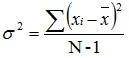 σ² = ∑(xᵢ - x̄)² / N - 1